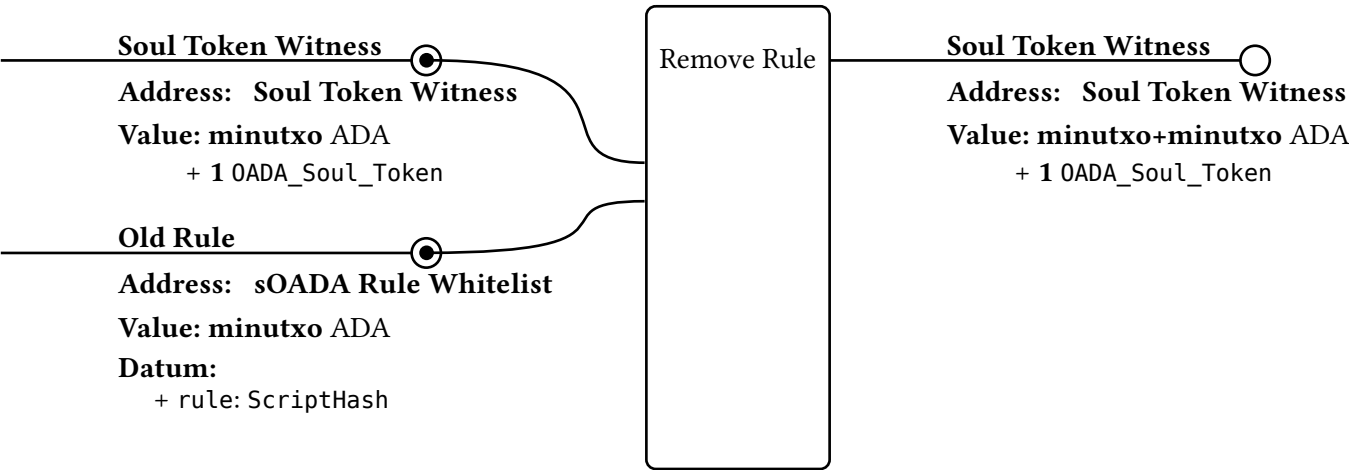 Soul Token Witness
Address: Soul Token Witness
Value: minutxo ADA
+ 1 OADA_Soul_Token
Old Rule
Address: sOADA Rule Whitelist
Value: minutxo ADA
Datum:
+ rule: ScriptHash
Remove Rule
Soul Token Witness
Address: Soul Token Witness
Value: minutxo+minutxo ADA
+ 1 OADA_Soul_Token